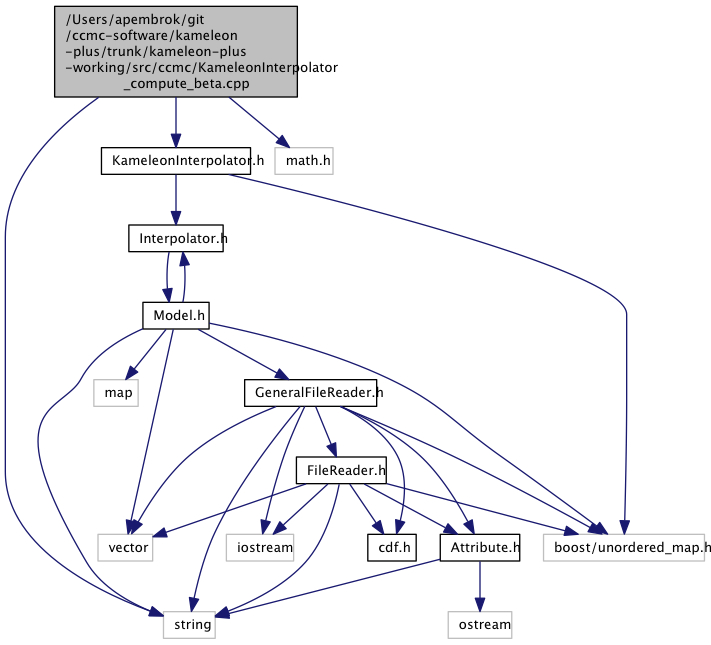 /Users/apembrok/git
/ccmc-software/kameleon
-plus/trunk/kameleon-plus
-working/src/ccmc/KameleonInterpolator
_compute_beta.cpp
KameleonInterpolator.h
math.h
Interpolator.h
Model.h
map
GeneralFileReader.h
FileReader.h
vector
iostream
cdf.h
Attribute.h
boost/unordered_map.h
string
ostream